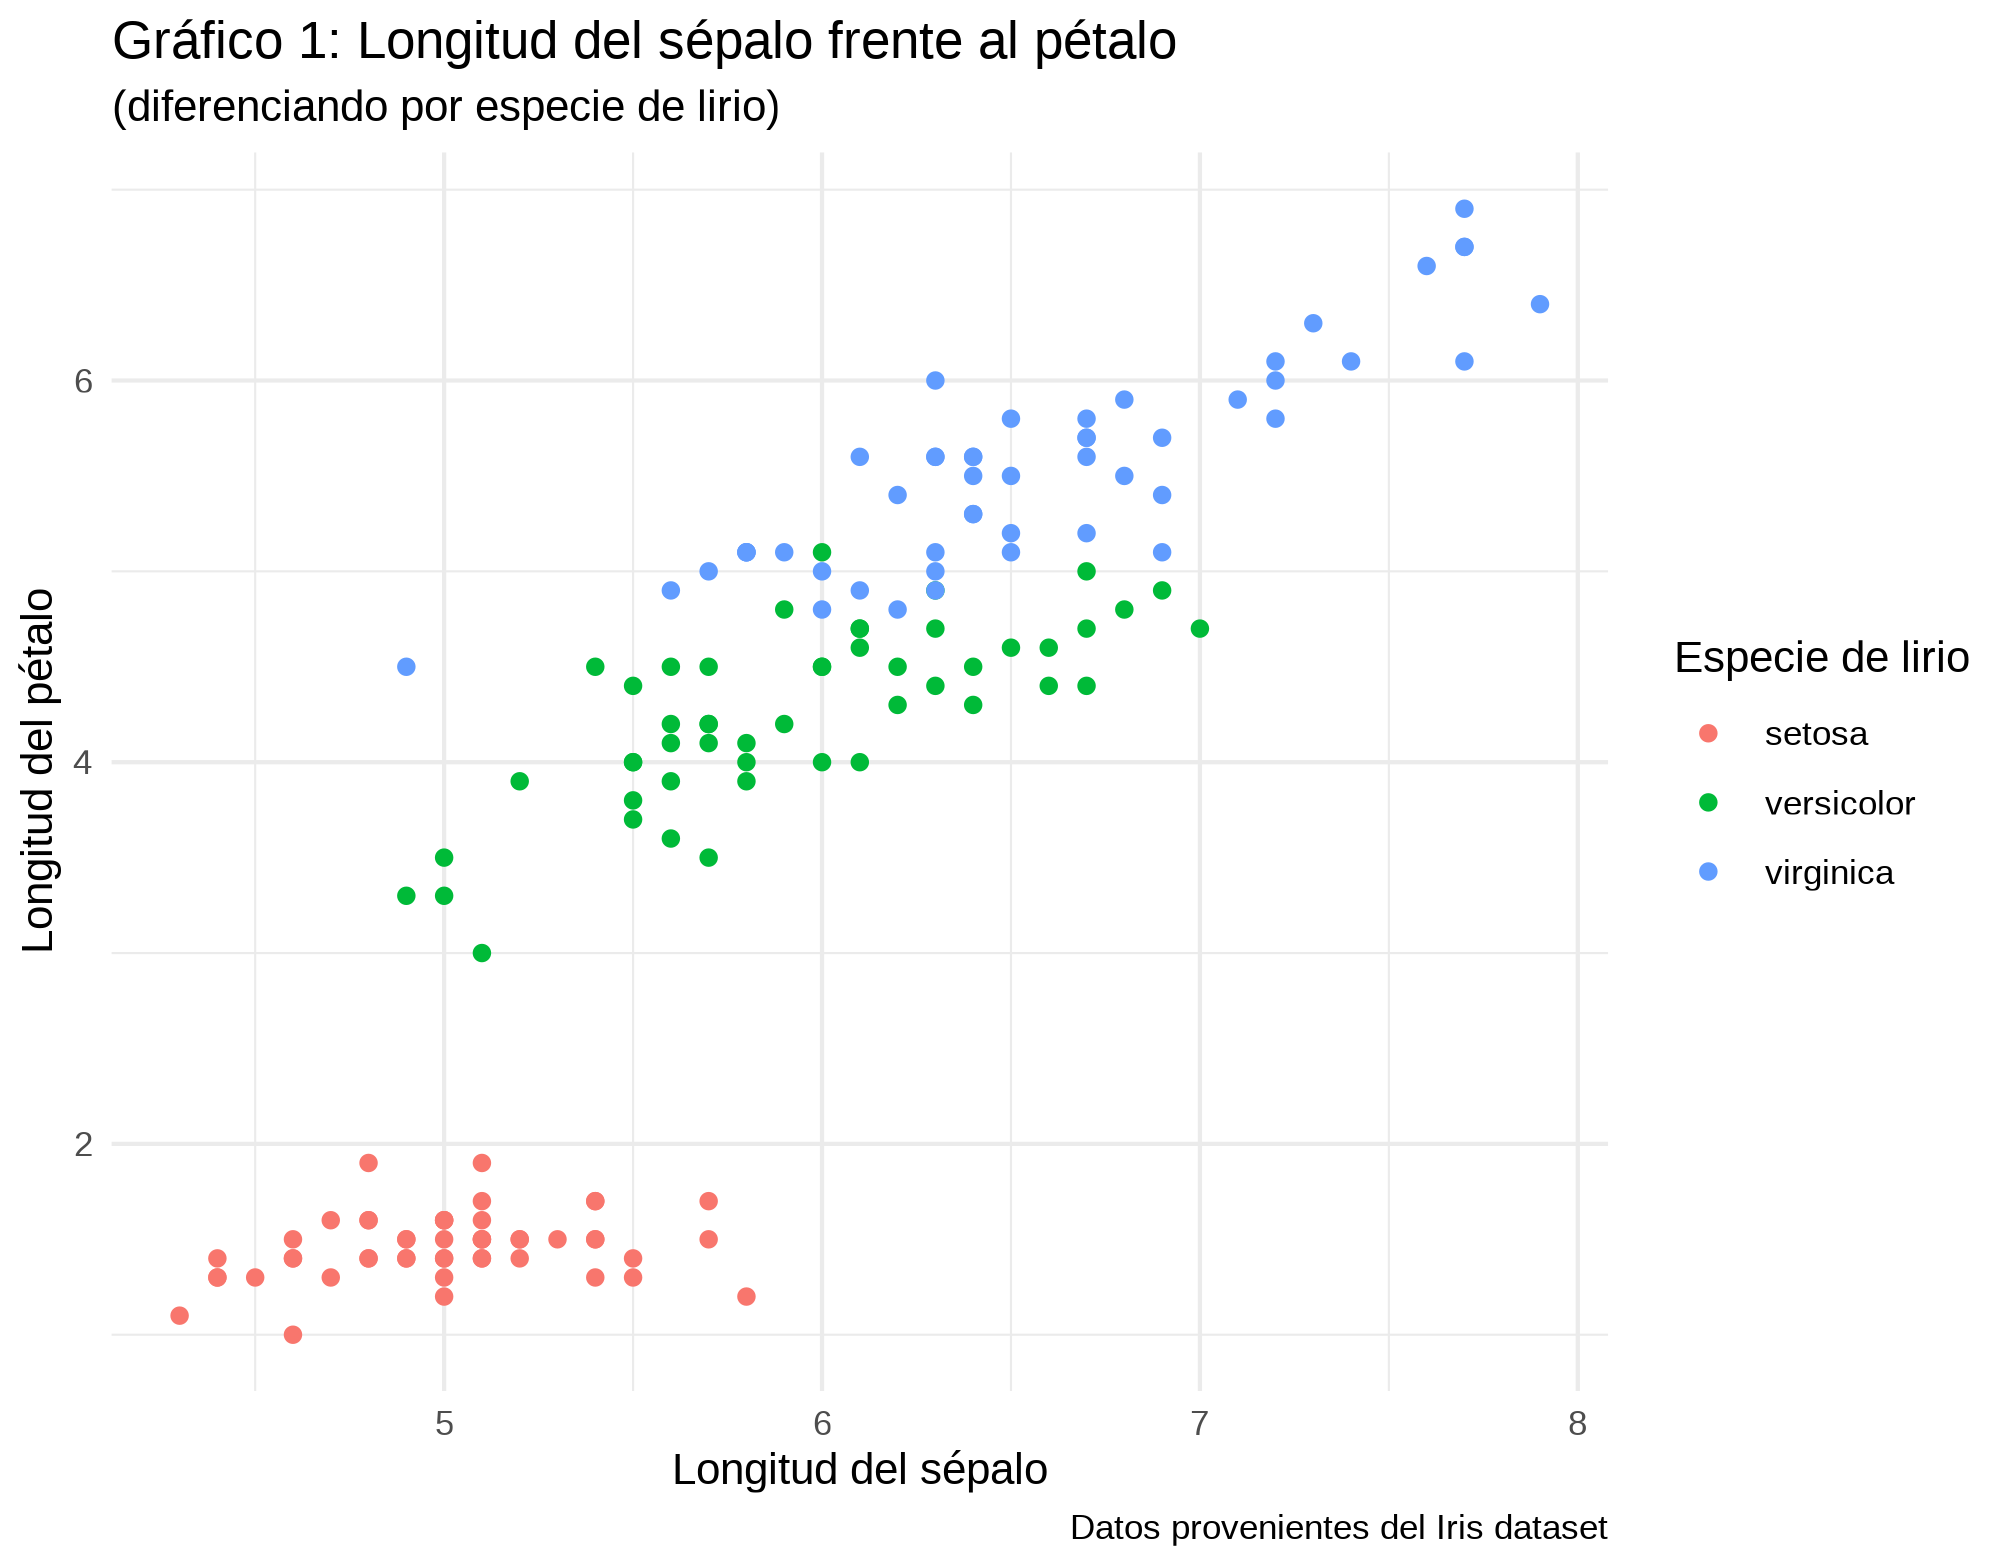 Gráfico 1: Longitud del sépalo frente al pétalo
(diferenciando por especie de lirio)
Longitud del pétalo
6
4
2
5
6
7
8
Longitud del sépalo
Especie de lirio
setosa
versicolor
virginica
Datos provenientes del Iris dataset